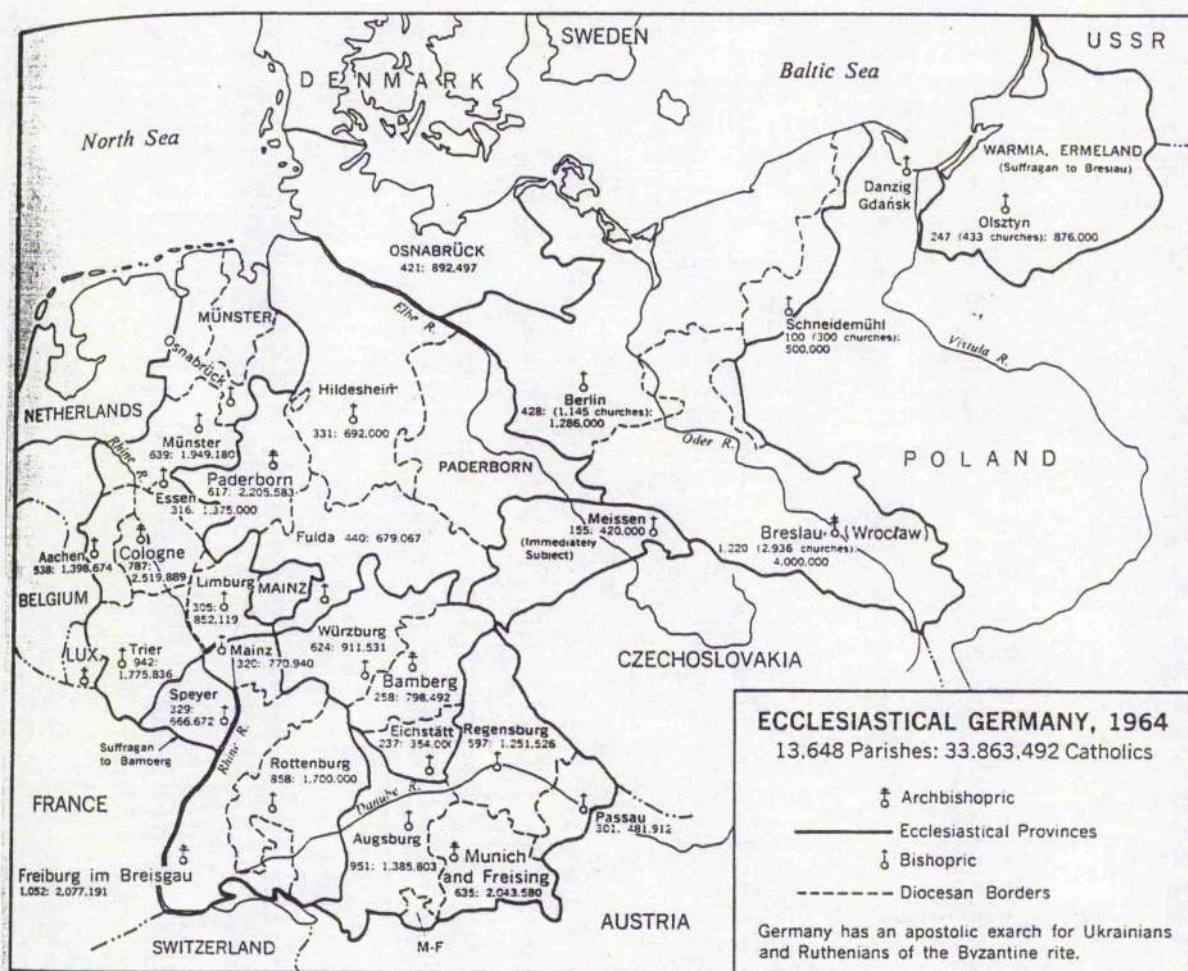 SWEDEN
USSR
DENMARK
Baltic Sea
North Sea
WARMIA, ERMELAND
(Suffragan to Breslau)
Danzig
Gdańsk
Olsztyn
247 (433 churches): 876.000
OSNABRÜCK
421: 892.497
Elbe R.
MÜNSTER
Osnabrück
Schneidemühl
100 (300 churches):
500,000
Vistula R.
Hildesheim
331: 692.000
Berlin
428: (1.145 churches):
1.286.000
NETHERLANDS
Münster
639: 1.949.180
Rhine R.
Oder R.
PADERBORN
POLAND
Paderborn
617: 2.205.583
Essen
316. 1.375.000
Meissen
155: 420.000
(Immediately
Subject)
Breslau (Wrocław)
1.220 (2.936 churches):
4.000.000
Fulda 440: 679.067
Aachen
538: 1,398.674
Cologne
787:
2.519.889
Limburg
305:
852.119
MAINZ
BELGIUM
Würzburg
624: 911.531
LUX.
Trier
942:
1.775.836
Mainz
320: 770.940
CZECHOSLOVAKIA
Bamberg
258: 798.492
Speyer
329:
666.672
Eichstätt
237: 354.00
Regensburg
597: 1.251.526
Suffragan
to Bamoerg
Rhine R.
Rottenburg
858: 1,700.000
Danube R.
FRANCE
Passau
301. 481.912
Augsburg
951: 1,385.803
Munich
and Freising
635: 2.043.580
Freiburg im Breisgau
1,052: 2,077.191
SWITZERLAND
M-F
AUSTRIA
ECCLESIASTICAL GERMANY, 1964
13,648 Parishes: 33.863,492 Catholics
Archbishopric
Ecclesiastical Provinces
Bishopric
Diocesan Borders
Germany has an apostolic exarch for Ukrainians
and Ruthenians of the Byzantine rite.